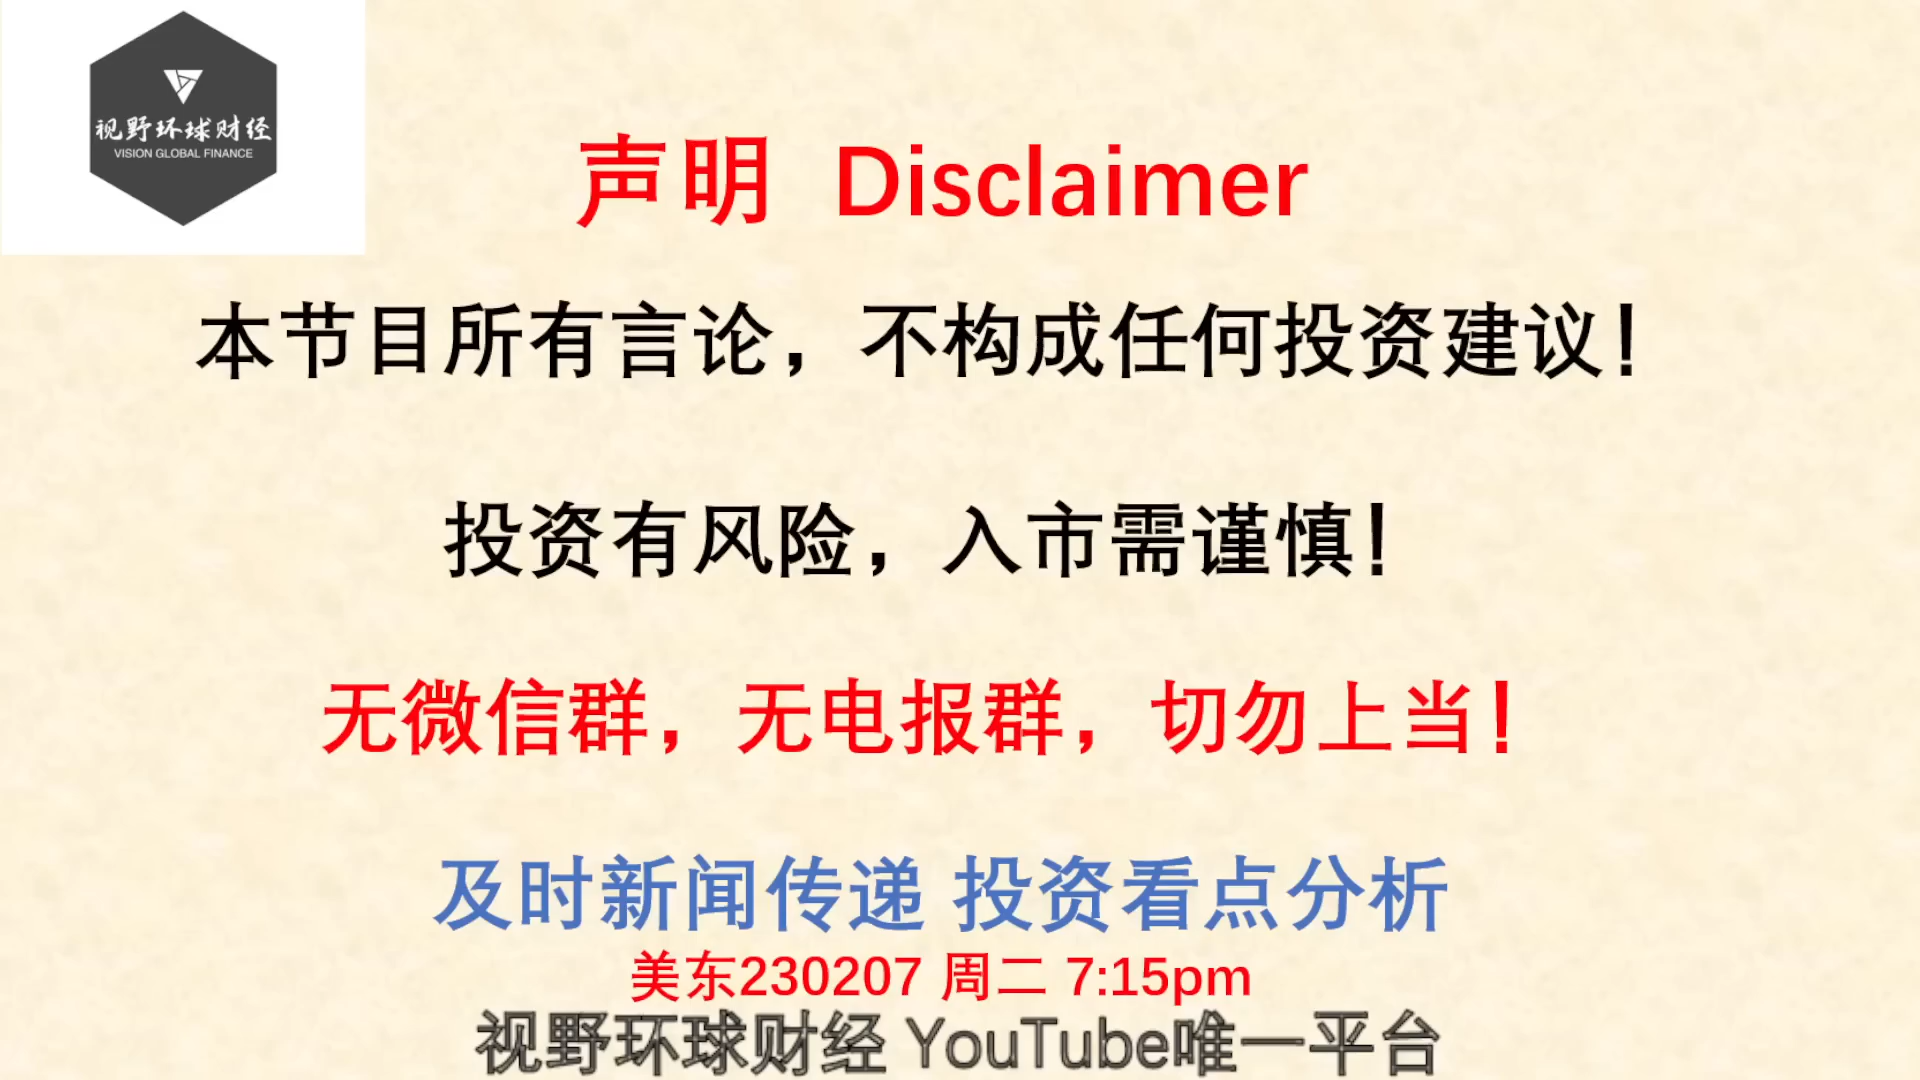 视野环球财经
VISION GLOBAL FINANCE
声明 Disclaimer
本节目所有言论，不构成任何投资建议！
投资有风险，入市需谨慎！
无微信群，无电报群，切勿上当！
及时新闻传递 投资看点分析
美东230207 周二 7:15pm
视野环球财经 YouTube唯一平台